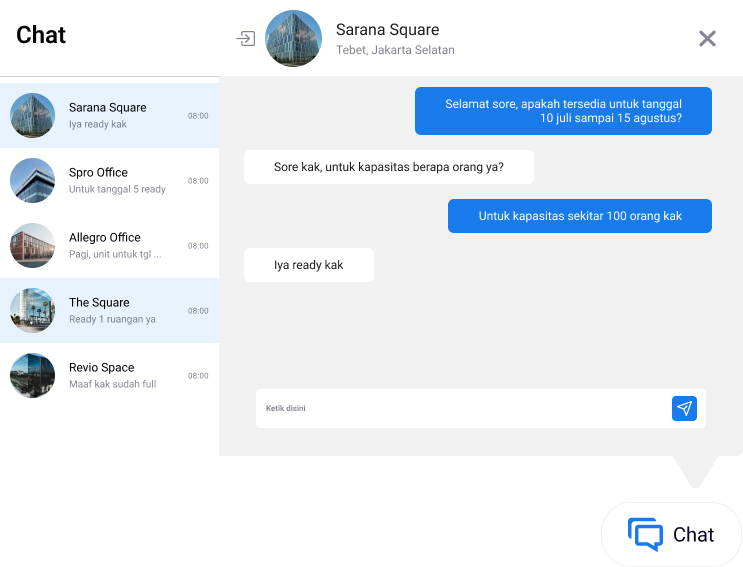 Chat
Sarana Square
Tebet, Jakarta Selatan
Sarana Square
Iya ready kak
08:00
Spro Office
Untuk tanggal 5 ready
08:00
Allegro Office
Pagi, unit untuk tgl ...
08:00
The Square
Ready 1 ruangan ya
08:00
Revio Space
Maaf kak sudah full
08:00
Selamat sore, apakah tersedia untuk tanggal
10 juli sampai 15 agustus?
Sore kak, untuk kapasitas berapa orang ya?
Untuk kapasitas sekitar 100 orang kak
Iya ready kak
Ketik disini
Chat